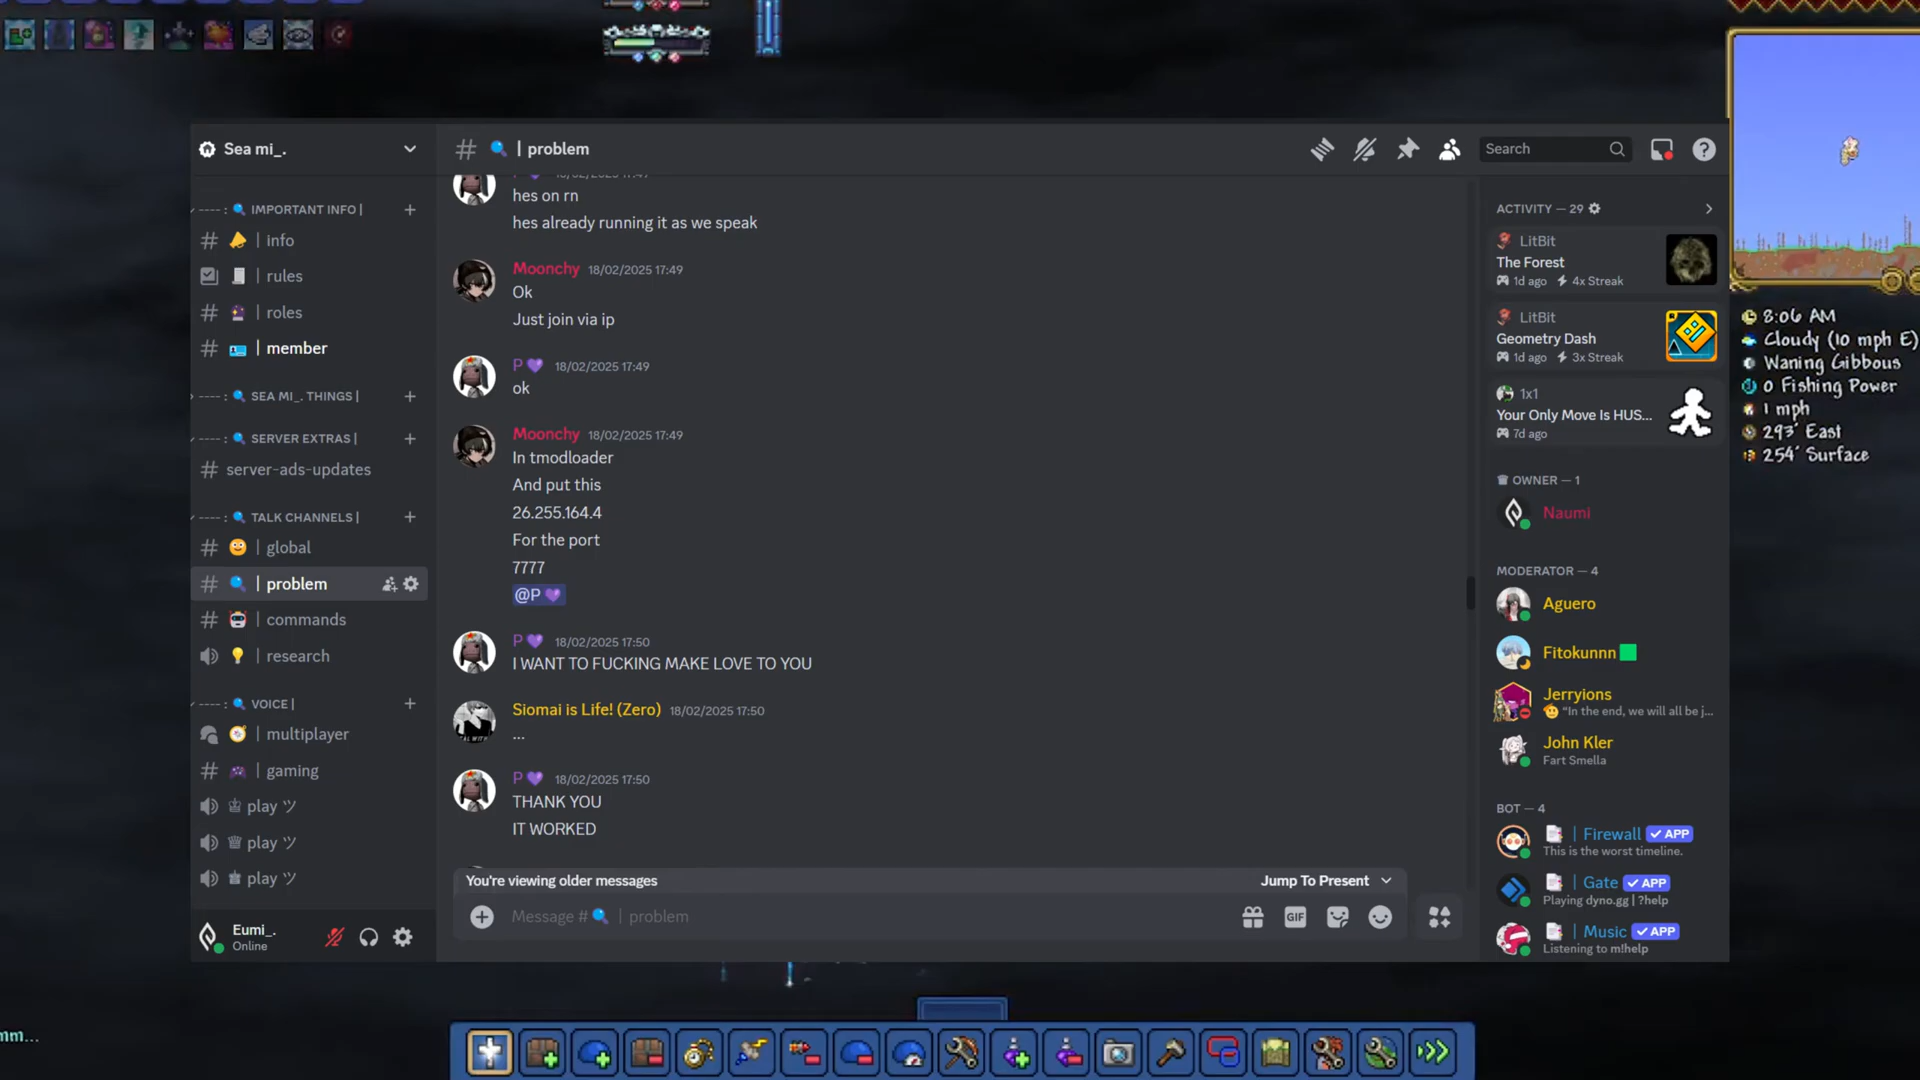 Sea mi_.
---- : 🔍 IMPORTANT INFO |
# 📣 | info
📜 | rules
# 🔮 | roles
# 🪪 | member
---- : 🔍 SEA MI_. THINGS |
---- : 🔍 SERVER EXTRAS |
# server-ads-updates
---- : 🔍 TALK CHANNELS |
# | global
# 🔍 | problem
# 🤖 | commands
💡 | research
---- : 🔍 VOICE |
🧭 | multiplayer
# 🎮 | gaming
play ツ
play ツ
play ツ
Eumi_.
Online
# 🔍 | problem
Search
hes on rn
hes already running it as we speak
Moonchy 18/02/2025 17:49
Ok
Just join via ip
P 💜 18/02/2025 17:49
ok
Moonchy 18/02/2025 17:49
In tmodloader
And put this
26.255.164.4
For the port
7777
@P 💜
P 💜 18/02/2025 17:50
I WANT TO FUCKING MAKE LOVE TO YOU
Siomai is Life! (Zero) 18/02/2025 17:50
...
P 💜 18/02/2025 17:50
THANK YOU
IT WORKED
You're viewing older messages
Jump To Present
Message # 🔍 | problem
GIF
ACTIVITY — 29
LitBit
The Forest
1d ago 4x Streak
LitBit
Geometry Dash
1d ago 3x Streak
1x1
Your Only Move Is HUS...
7d ago
OWNER — 1
Naumi
MODERATOR — 4
Aguero
Fitokunnn
Jerryions
"In the end, we will all be j...
John Kler
Fart Smella
BOT — 4
| Firewall ✓ APP
This is the worst timeline.
| Gate ✓ APP
Playing dyno.gg | ?help
| Music ✓ APP
Listening to m!help
8:06 AM
Cloudy (10 mph E)
Waning Gibbous
0 Fishing Power
1 mph
293' East
254' Surface
mm...